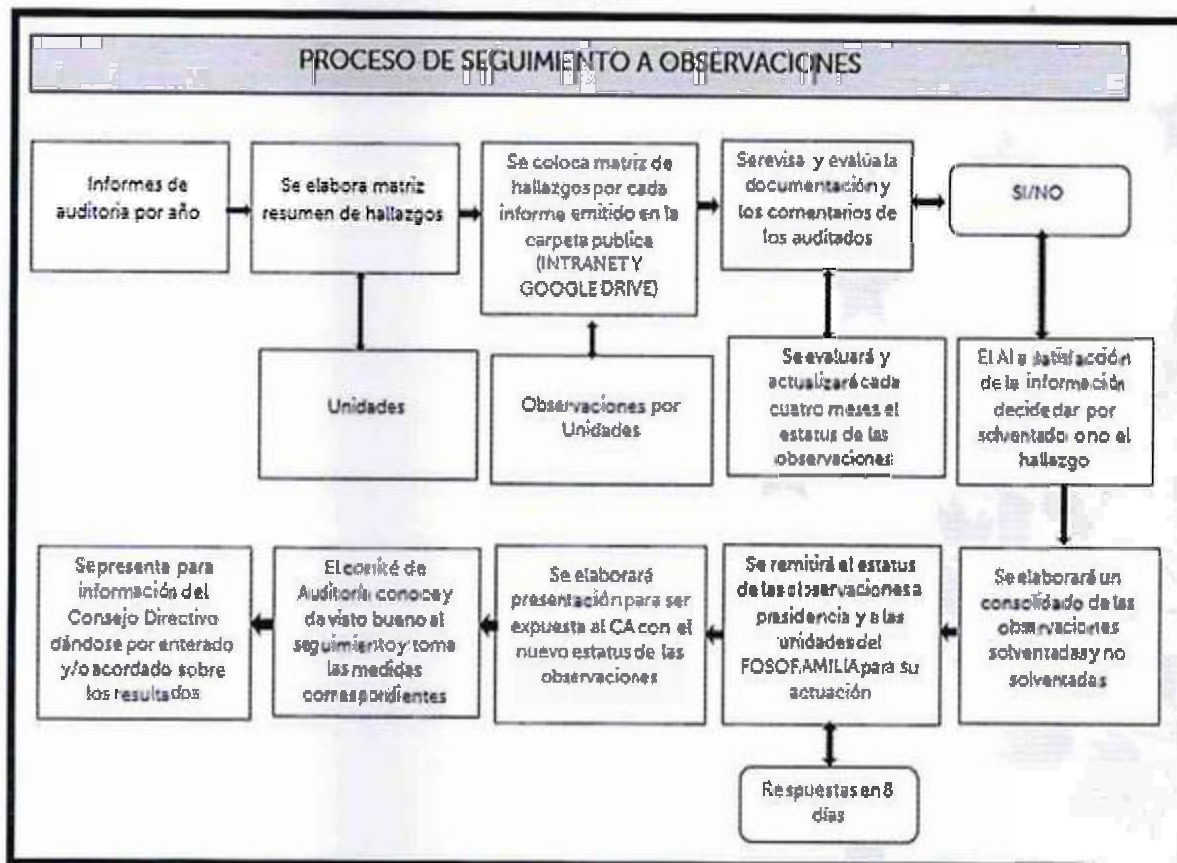 PROCESO DE SEGUIMIENTO A OBSERVACIONES
Informes de
auditoria por año
Se elabora matriz
resumen de hallazgos
Se coloca matriz de
hallazgos por cada
informe emitido en la
carpeta publica
(INTRANET Y
GOOGLE DRIVE)
Se revisa y evalúa la
documentación y
los comentarios de
los auditados
SI/NO
Unidades
Observaciones por
Unidades
Se evaluará y
actualizará cada
cuatro meses el
estatus de las
observaciones
El AI a satisfacción
de la información
decide dar por
solventado o no el
hallazgo
Se presenta para
información del
Consejo Directivo
dándose por enterado
y/o acordado sobre
los resultados
El comité de
Auditoría conoce y
da visto bueno al
seguimiento y toma
las medidas
correspondientes
Se elaborará
presentación para ser
expuesta al CA con el
nuevo estatus de las
observaciones
Se remitirá el estatus
de las observaciones a
presidencia y a las
unidades del
FOSOFAMILIA para su
actuación
Se elaborará un
consolidado de las
observaciones
solventadas y no
solventadas
Respuestas en 8
días